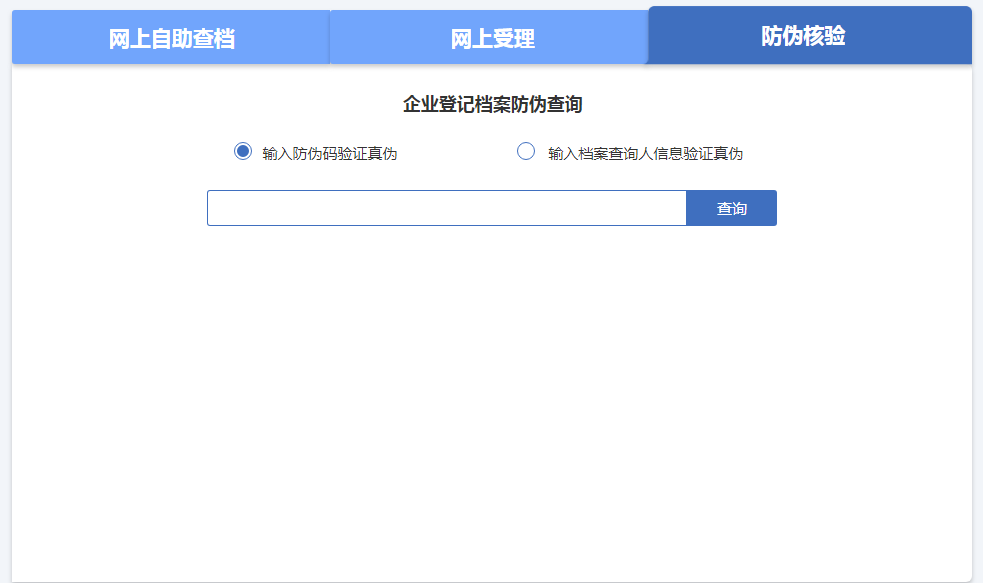 网上自助查档 网上受理 防伪核验
企业登记档案防伪查询
输入防伪码验证真伪 输入档案查询人信息验证真伪
查询